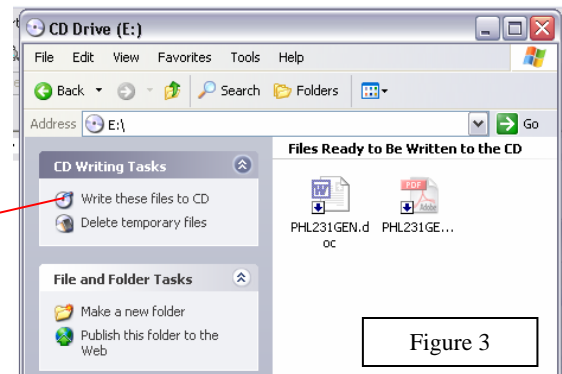 CD Drive (E:)
File Edit View Favorites Tools Help
Back Search Folders
Address E:\ Go
CD Writing Tasks
Write these files to CD
Delete temporary files
File and Folder Tasks
Make a new folder
Publish this folder to the
Web
Files Ready to Be Written to the CD
PHL231GEN.d
oc
PDF
Adobe
PHL231GE...
Figure 3